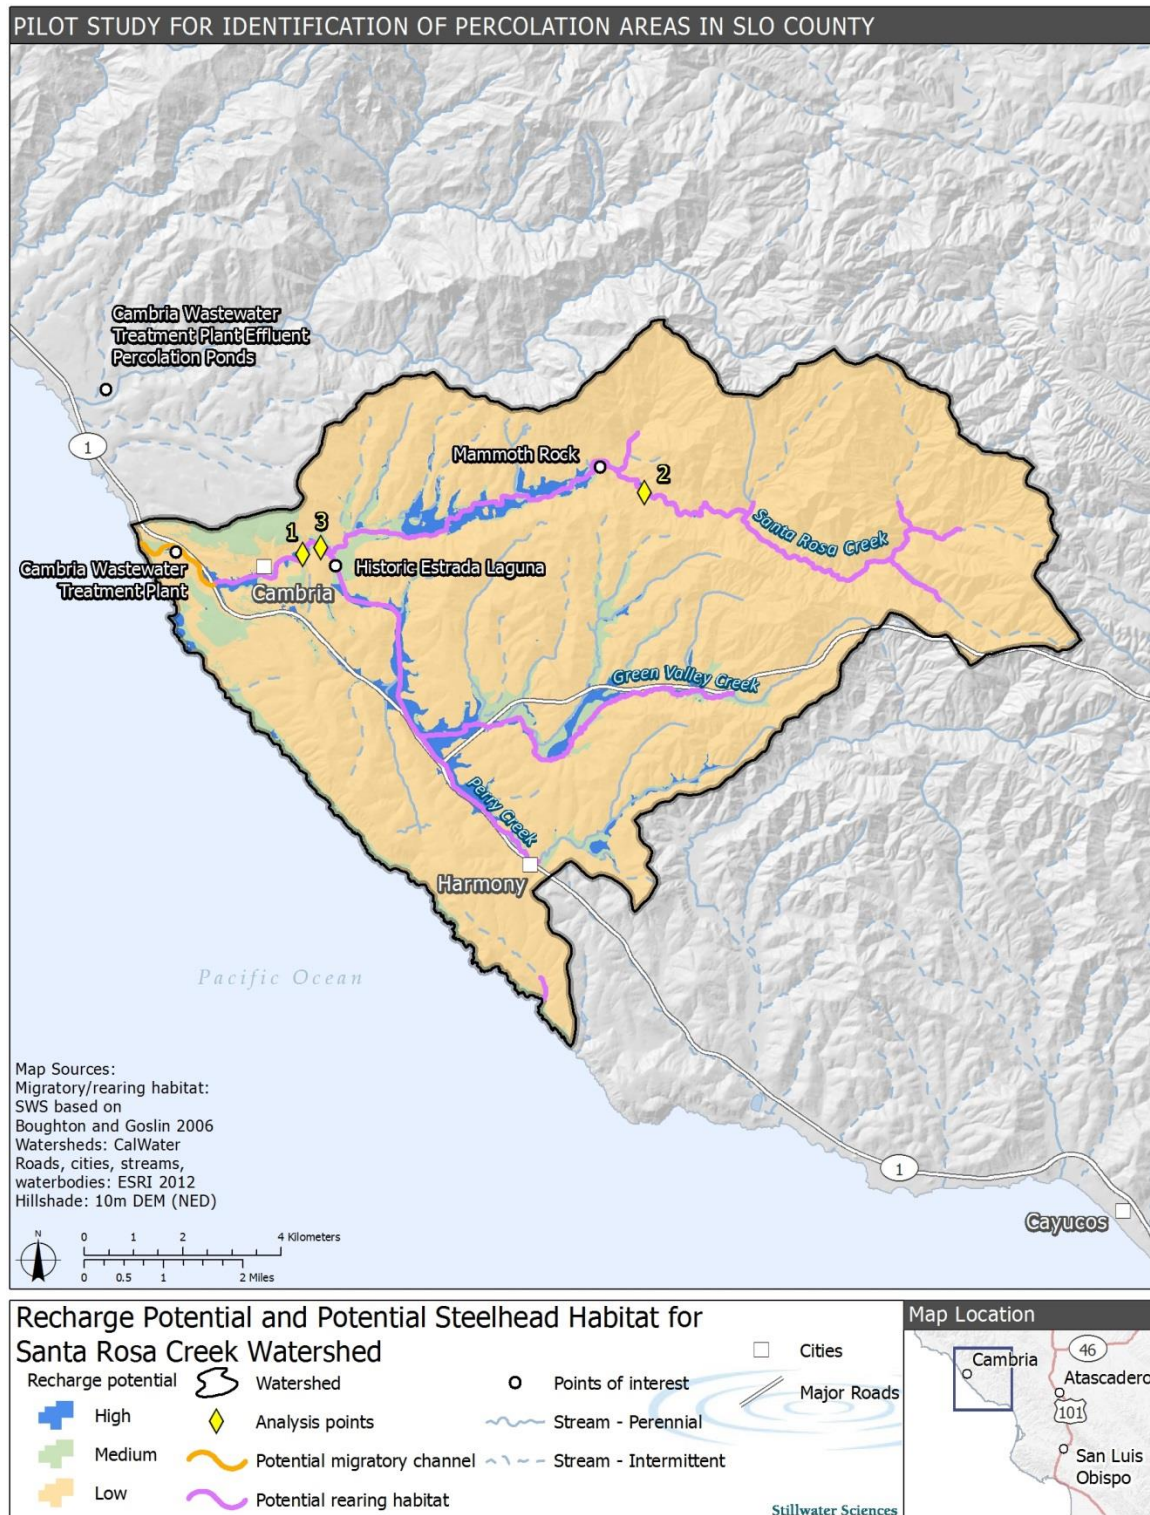 PILOT STUDY FOR IDENTIFICATION OF PERCOLATION AREAS IN SLO COUNTY
Cambria Wastewater
Treatment Plant Effluent
Percolation Ponds
1
Mammoth Rock
2
Santa Rosa Creek
1
3
Historic Estrada Laguna
Cambria Wastewater
Treatment Plant
Cambria
Green Valley Creek
Perry Creek
Harmony
Pacific Ocean
Map Sources:
Migratory/rearing habitat:
SWS based on
Boughton and Goslin 2006
Watersheds: CalWater
Roads, cities, streams,
waterbodies: ESRI 2012
Hillshade: 10m DEM (NED)
1
Cayucos
N
0 1 2 4 Kilometers
0 0.5 1 2 Miles
Recharge Potential and Potential Steelhead Habitat for
Santa Rosa Creek Watershed
Recharge potential
High
Medium
Low
Watershed
Analysis points
Potential migratory channel
Potential rearing habitat
Points of interest
Stream - Perennial
Stream - Intermittent
Cities
Major Roads
Stillwater Sciences
Map Location
46
Cambria
Atascadero
101
San Luis
Obispo